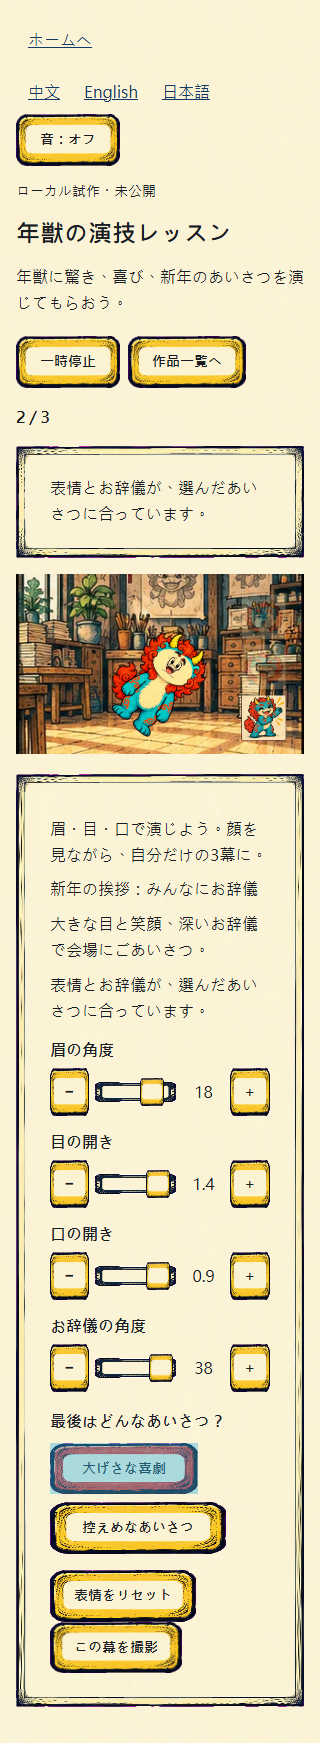 ホームへ
中文 English 日本語
音：オフ
ローカル試作・未公開
年獣の演技レッスン
年獣に驚き、喜び、新年のあいさつを演
じてもらおう。
一時停止 作品一覧へ
2 / 3
表情とお辞儀が、選んだあい
さつに合っています。
眉・目・口で演じよう。顔を
見ながら、自分だけの3幕に。
新年の挨拶：みんなにお辞儀
大きな目と笑顔、深いお辞儀
で会場にごあいさつ。
表情とお辞儀が、選んだあい
さつに合っています。
眉の角度
− 18 +
目の開き
− 1.4 +
口の開き
− 0.9 +
お辞儀の角度
− 38 +
最後はどんなあいさつ？
大げさな喜劇
控えめなあいさつ
表情をリセット
この幕を撮影